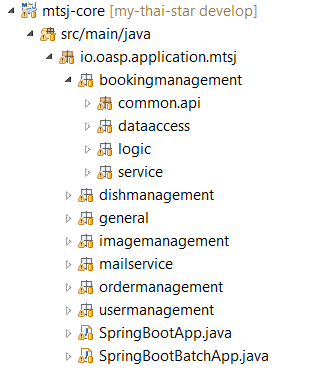 mtsj-core [my-thai-star develop]
src/main/java
io.oasp.application.mtsj
bookingmanagement
common.api
dataaccess
logic
service
dishmanagement
general
imagemanagement
mailservice
ordermanagement
usermanagement
SpringBootApp.java
SpringBootBatchApp.java